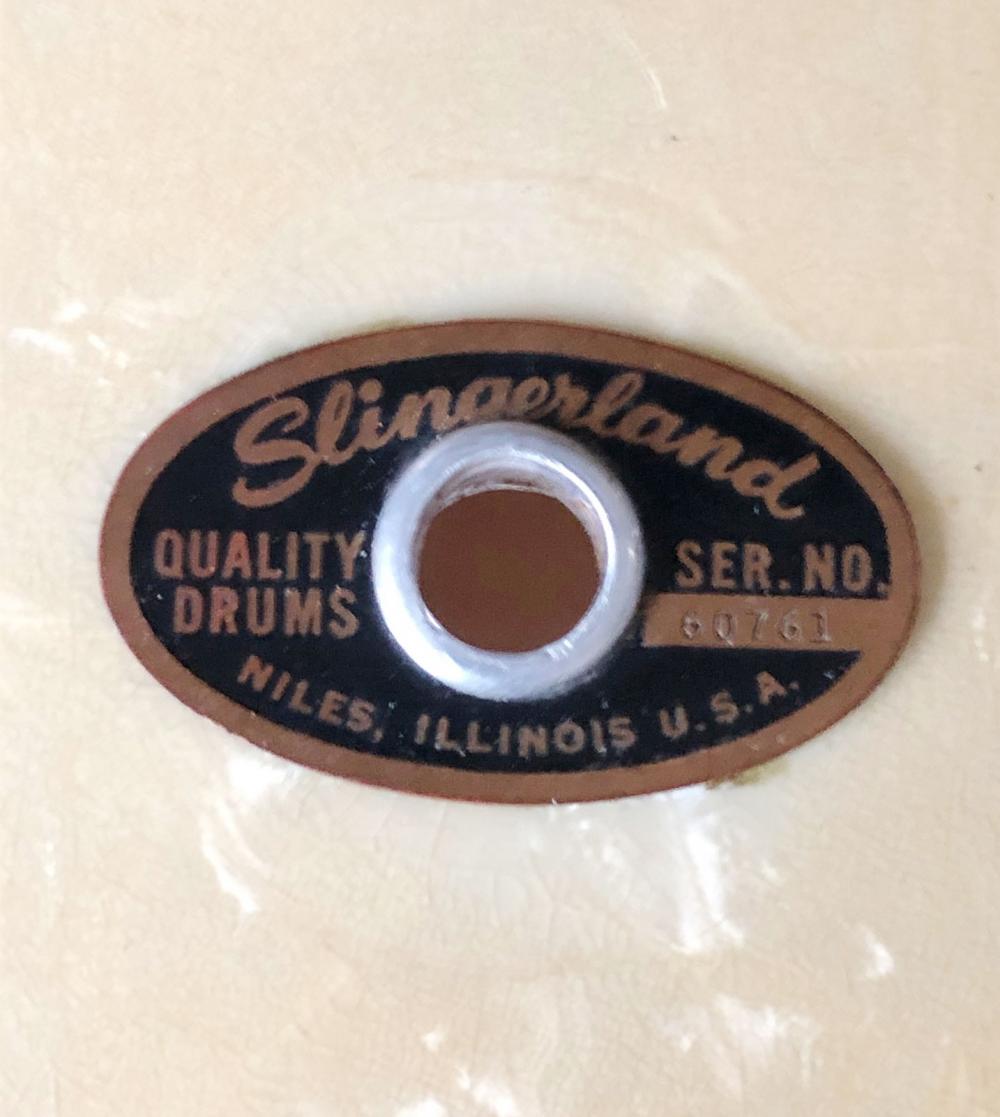 Slingerland
QUALITY
DRUMS
SER. NO.
60761
NILES, ILLINOIS U.S.A.